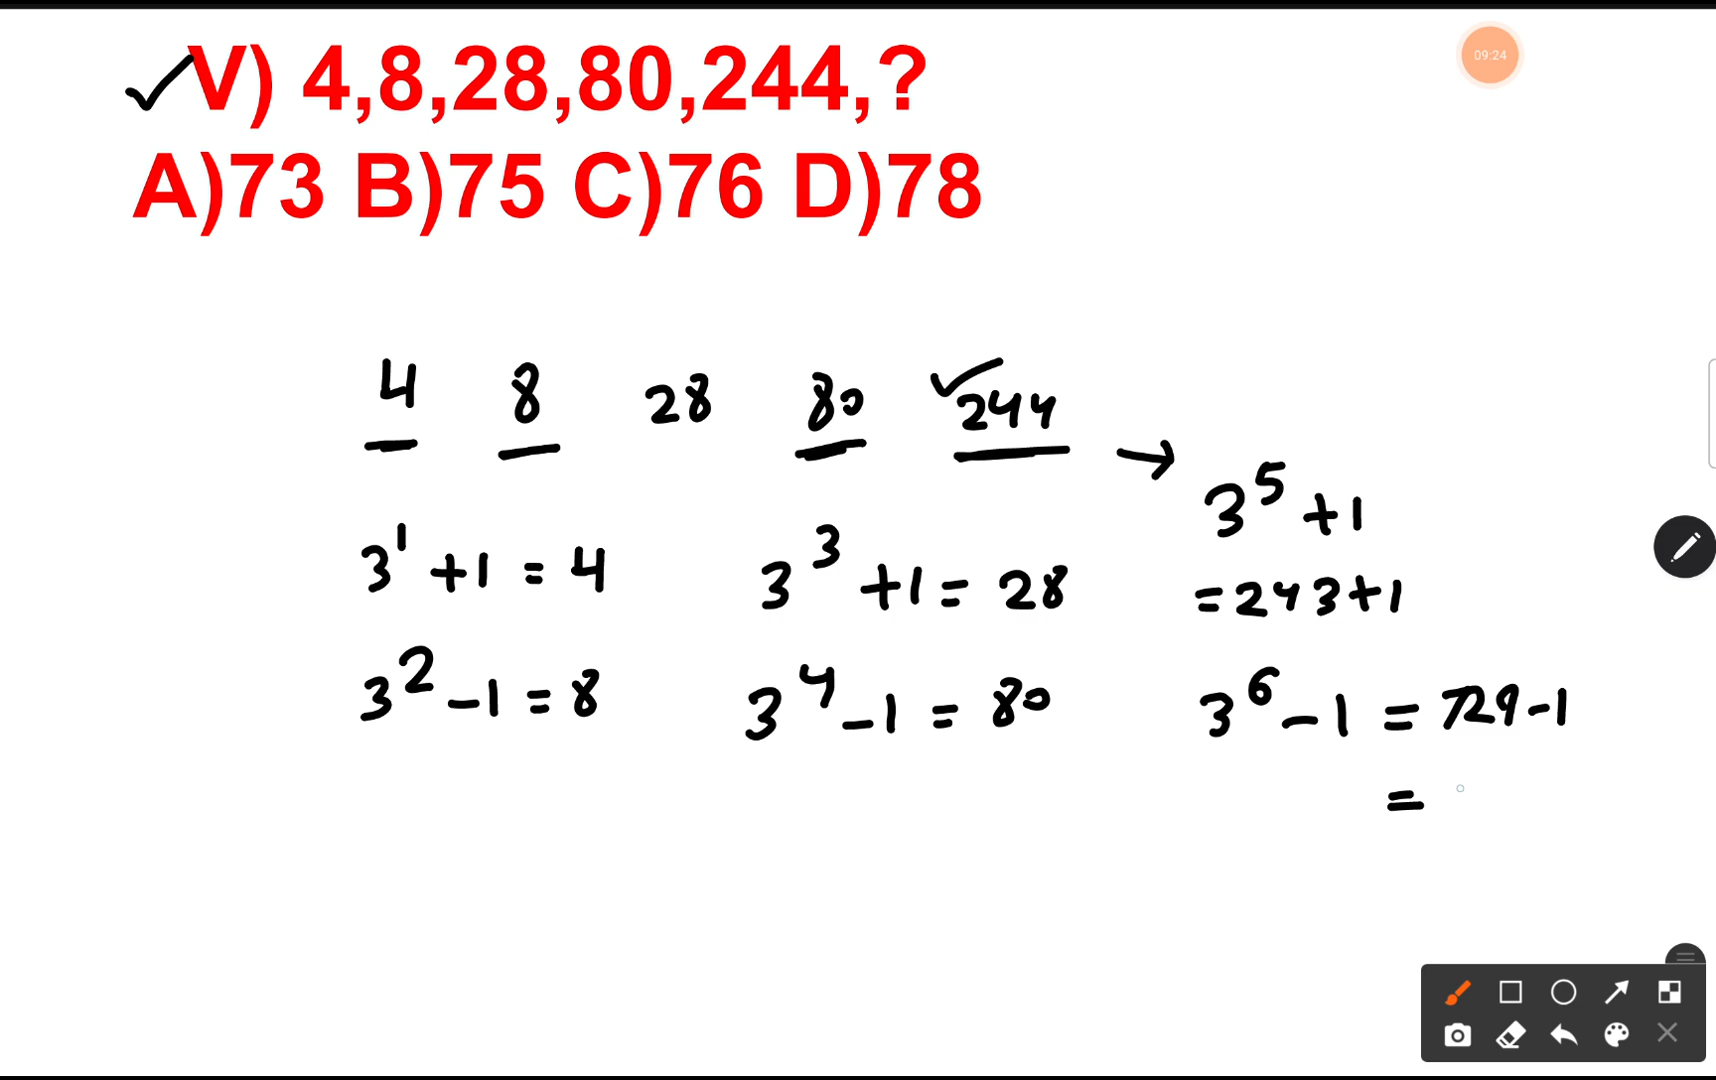 09:24
V) 4,8,28,80,244,?
A)73 B)75 C)76 D)78
4 8 28 80 244
3^5 +1
3^1 +1 = 4 3^3 +1 = 28 = 243+1
3^2 -1 = 8 3^4 -1 = 80 3^6 -1 = 729-1
=